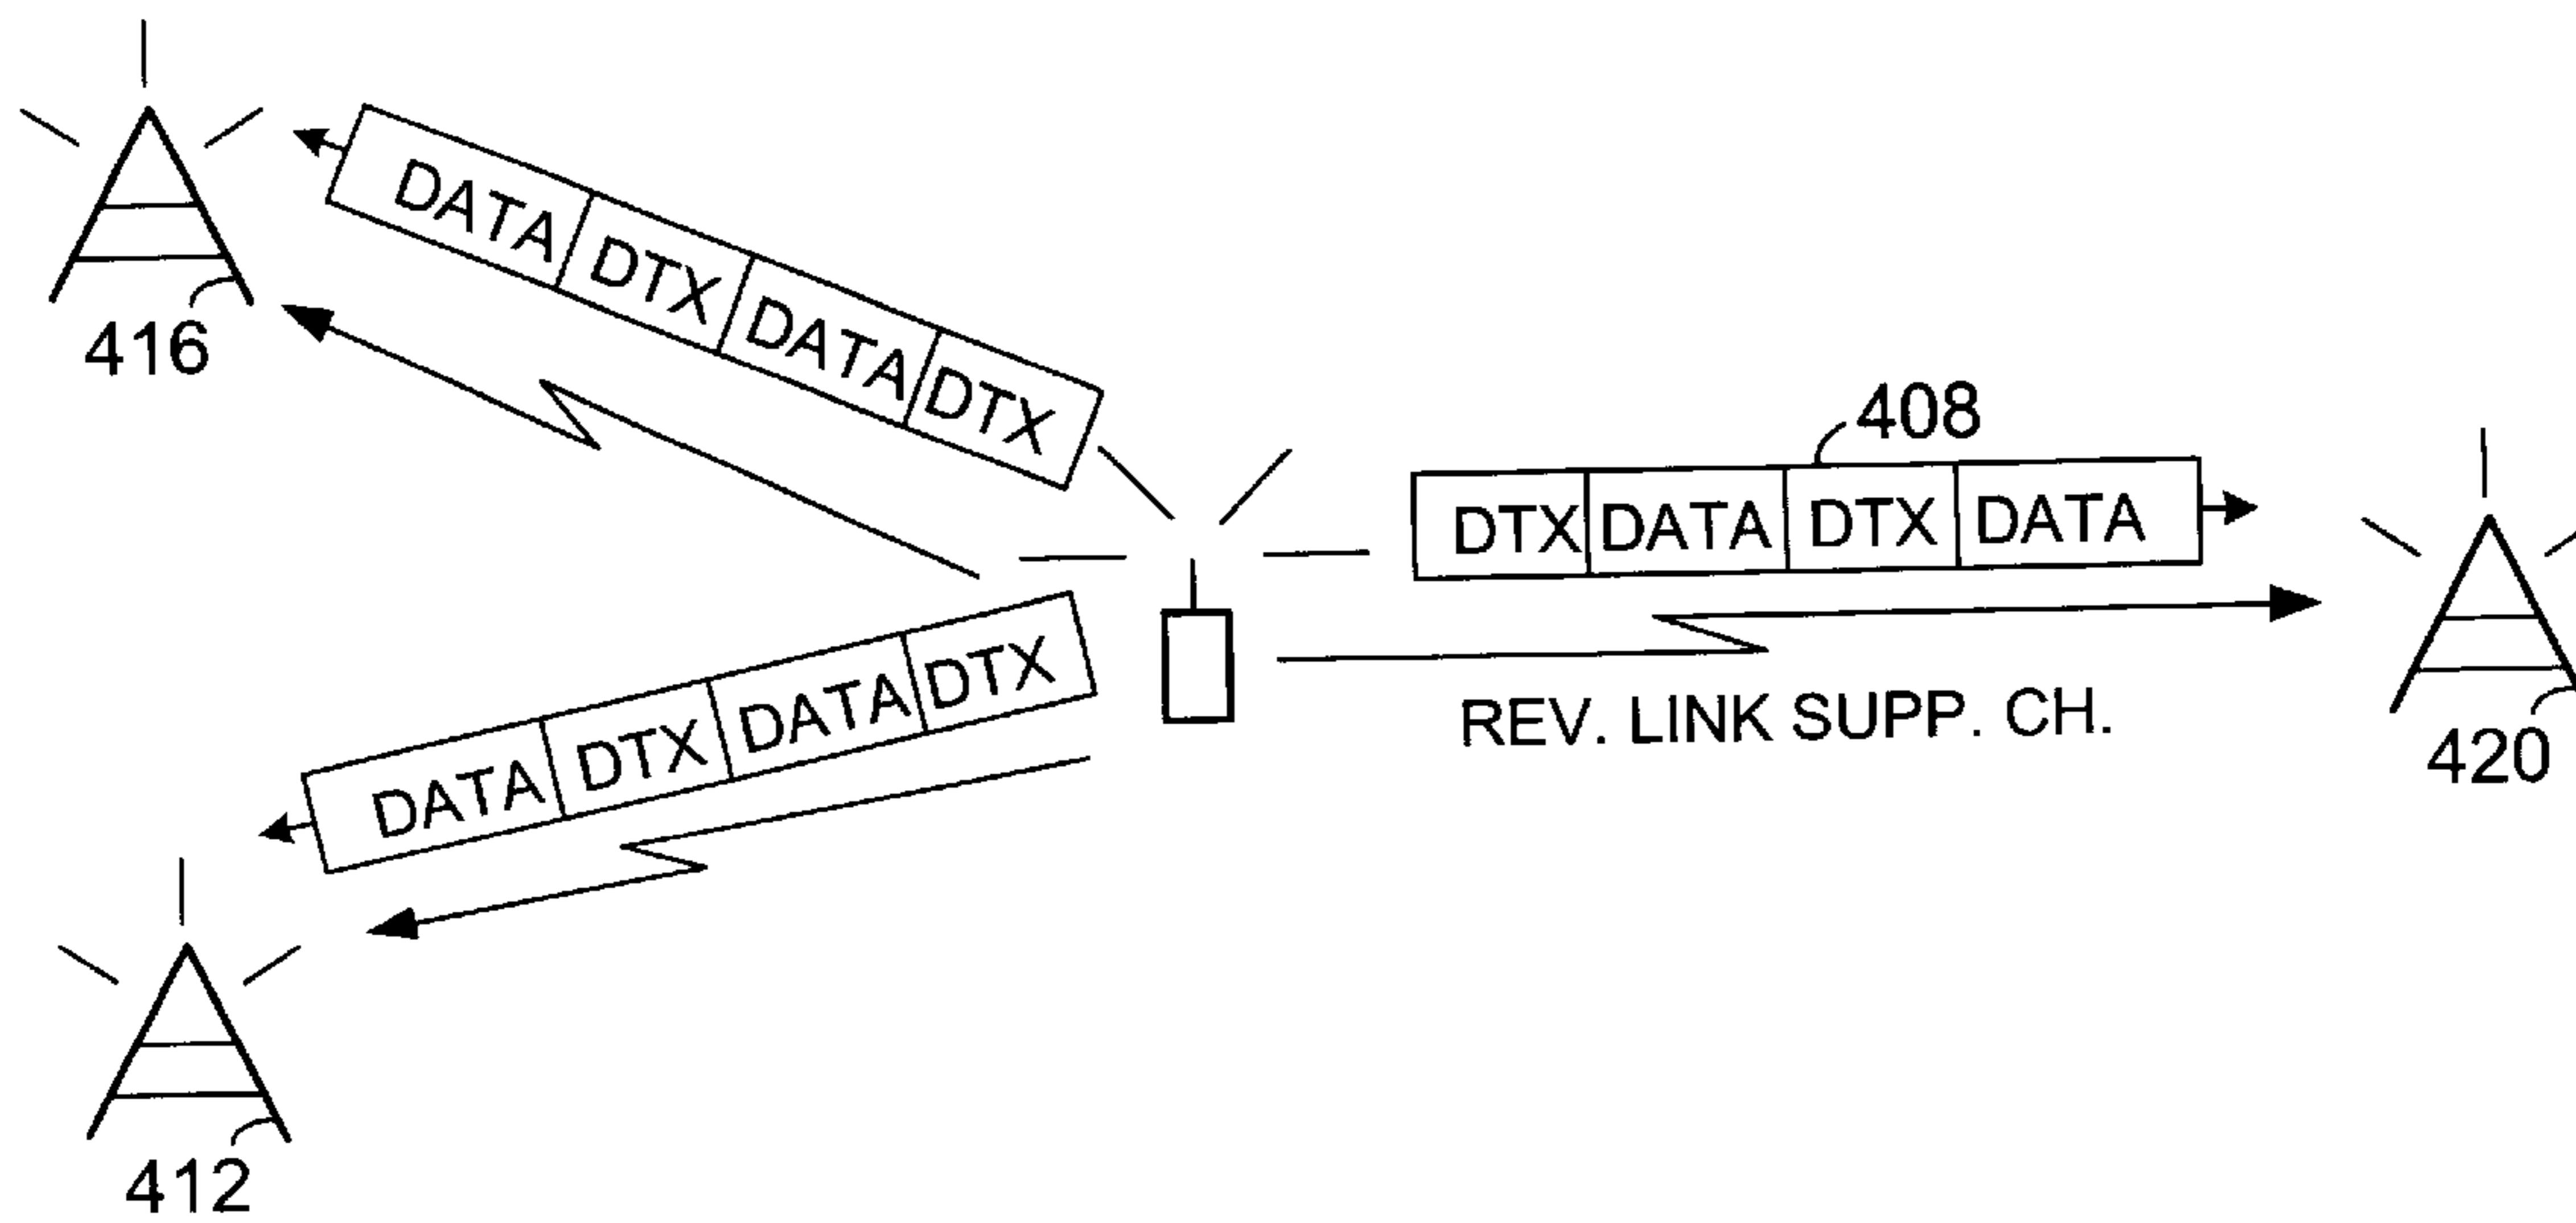 DATA DTX DATA DTX
416
408
DTX DATA DTX DATA
REV. LINK SUPP. CH.
420
DATA DTX DATA DTX
412